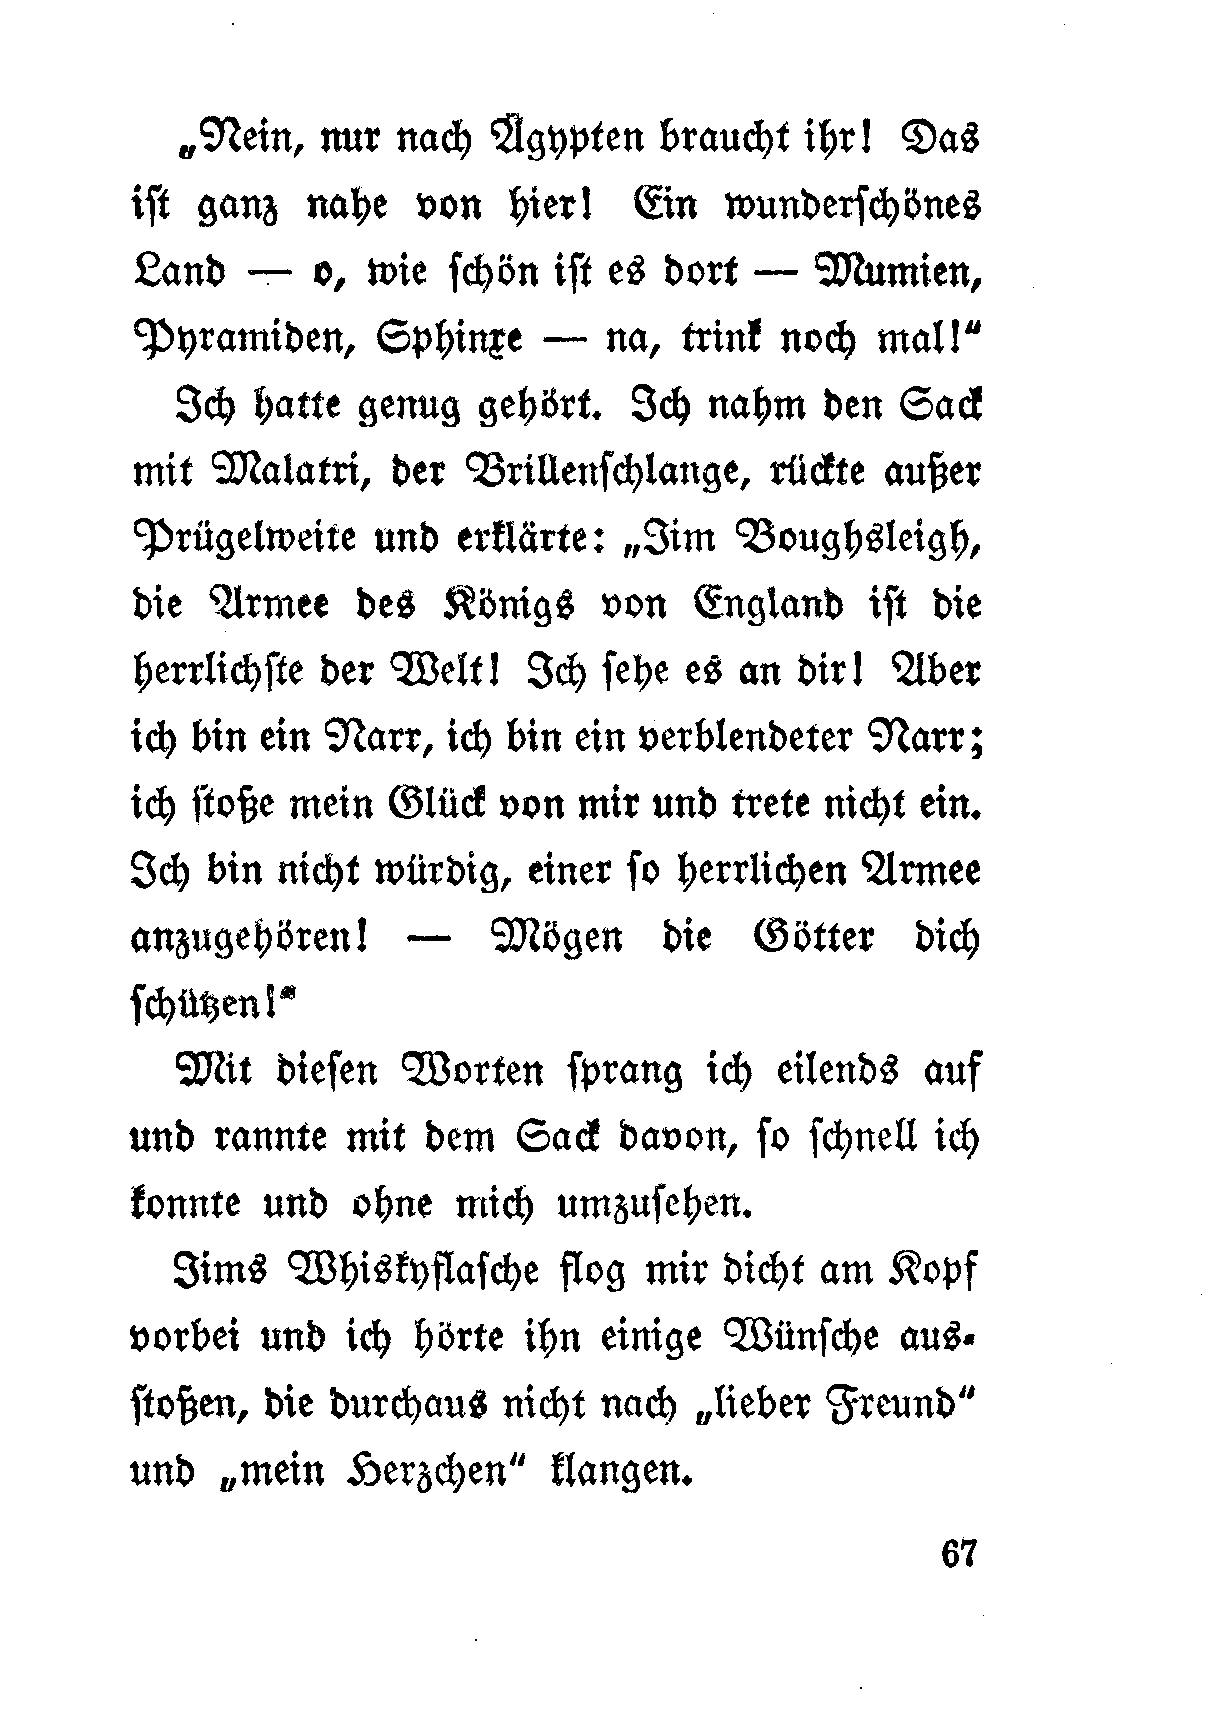 „Nein, nur nach Ägypten braucht ihr! Das
ist ganz nahe von hier! Ein wunderschönes
Land — o, wie schön ist es dort — Mumien,
Pyramiden, Sphinxe — na, trink noch mal!“
Ich hatte genug gehört. Ich nahm den Sack
mit Malatri, der Brillenschlange, rückte außer
Prügelweite und erklärte: „Jim Boughsleigh,
die Armee des Königs von England ist die
herrlichste der Welt! Ich sehe es an dir! Aber
ich bin ein Narr, ich bin ein verblendeter Narr;
ich stoße mein Glück von mir und trete nicht ein.
Ich bin nicht würdig, einer so herrlichen Armee
anzugehören! — Mögen die Götter dich
schützen!“
Mit diesen Worten sprang ich eilends auf
und rannte mit dem Sack davon, so schnell ich
konnte und ohne mich umzusehen.
Jims Whiskyflasche flog mir dicht am Kopf
vorbei und ich hörte ihn einige Wünsche aus-
stoßen, die durchaus nicht nach „lieber Freund“
und „mein Herzchen“ klangen.
67